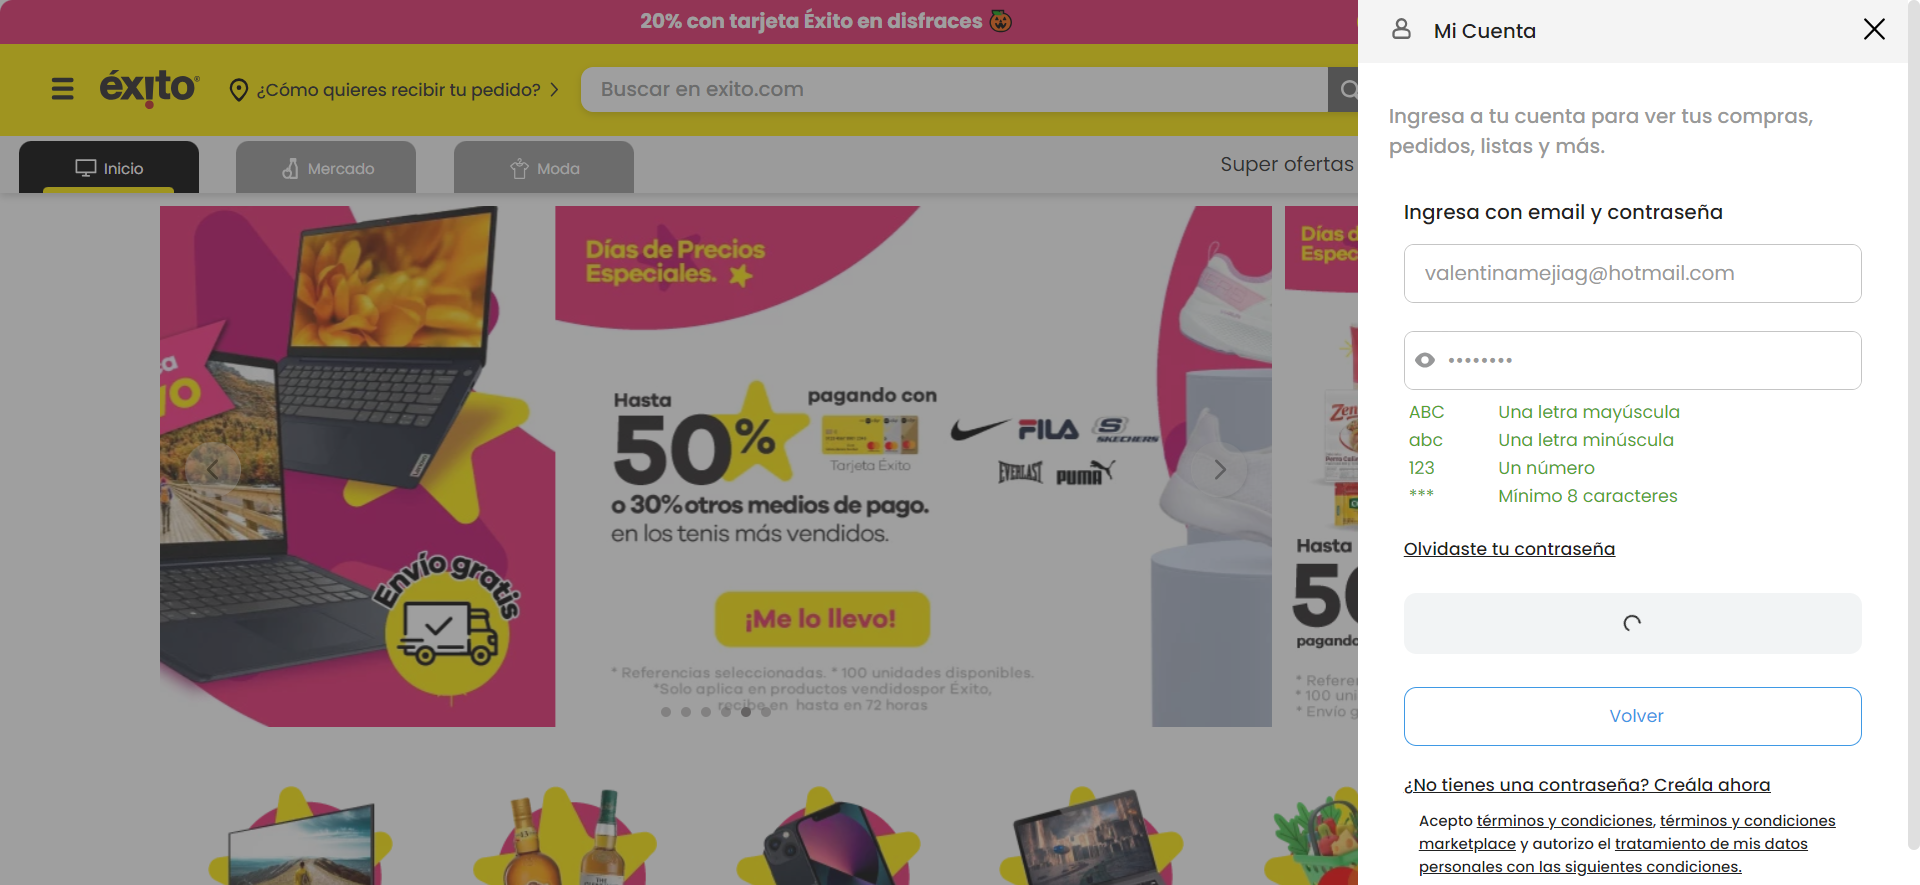 20% con tarjeta Éxito en disfraces
éxito
¿Cómo quieres recibir tu pedido?
Buscar en exito.com
Inicio
Mercado
Moda
Super ofertas
Envío gratis
Lenovo
Días de Precios
Especiales.
Hasta
50%
pagando con
Tarjeta Éxito
FILA
SKECHERS
EVERLAST
PUMA
o 30% otros medios de pago.
en los tenis más vendidos.
¡Me lo llevo!
* Referencias seleccionadas. * 100 unidades disponibles.
*Solo aplica en productos vendidospor Éxito,
recibe en hasta en 72 horas
Días d
Espec
Zen
Hasta
50
pagando
* Refere
* 100 uni
* Envío g
Mi Cuenta
Ingresa a tu cuenta para ver tus compras,
pedidos, listas y más.
Ingresa con email y contraseña
valentinamejiag@hotmail.com
••••••••
ABC Una letra mayúscula
abc Una letra minúscula
123 Un número
*** Mínimo 8 caracteres
Olvidaste tu contraseña
Volver
¿No tienes una contraseña? Creála ahora
Acepto términos y condiciones, términos y condiciones
marketplace y autorizo el tratamiento de mis datos
personales con las siguientes condiciones.